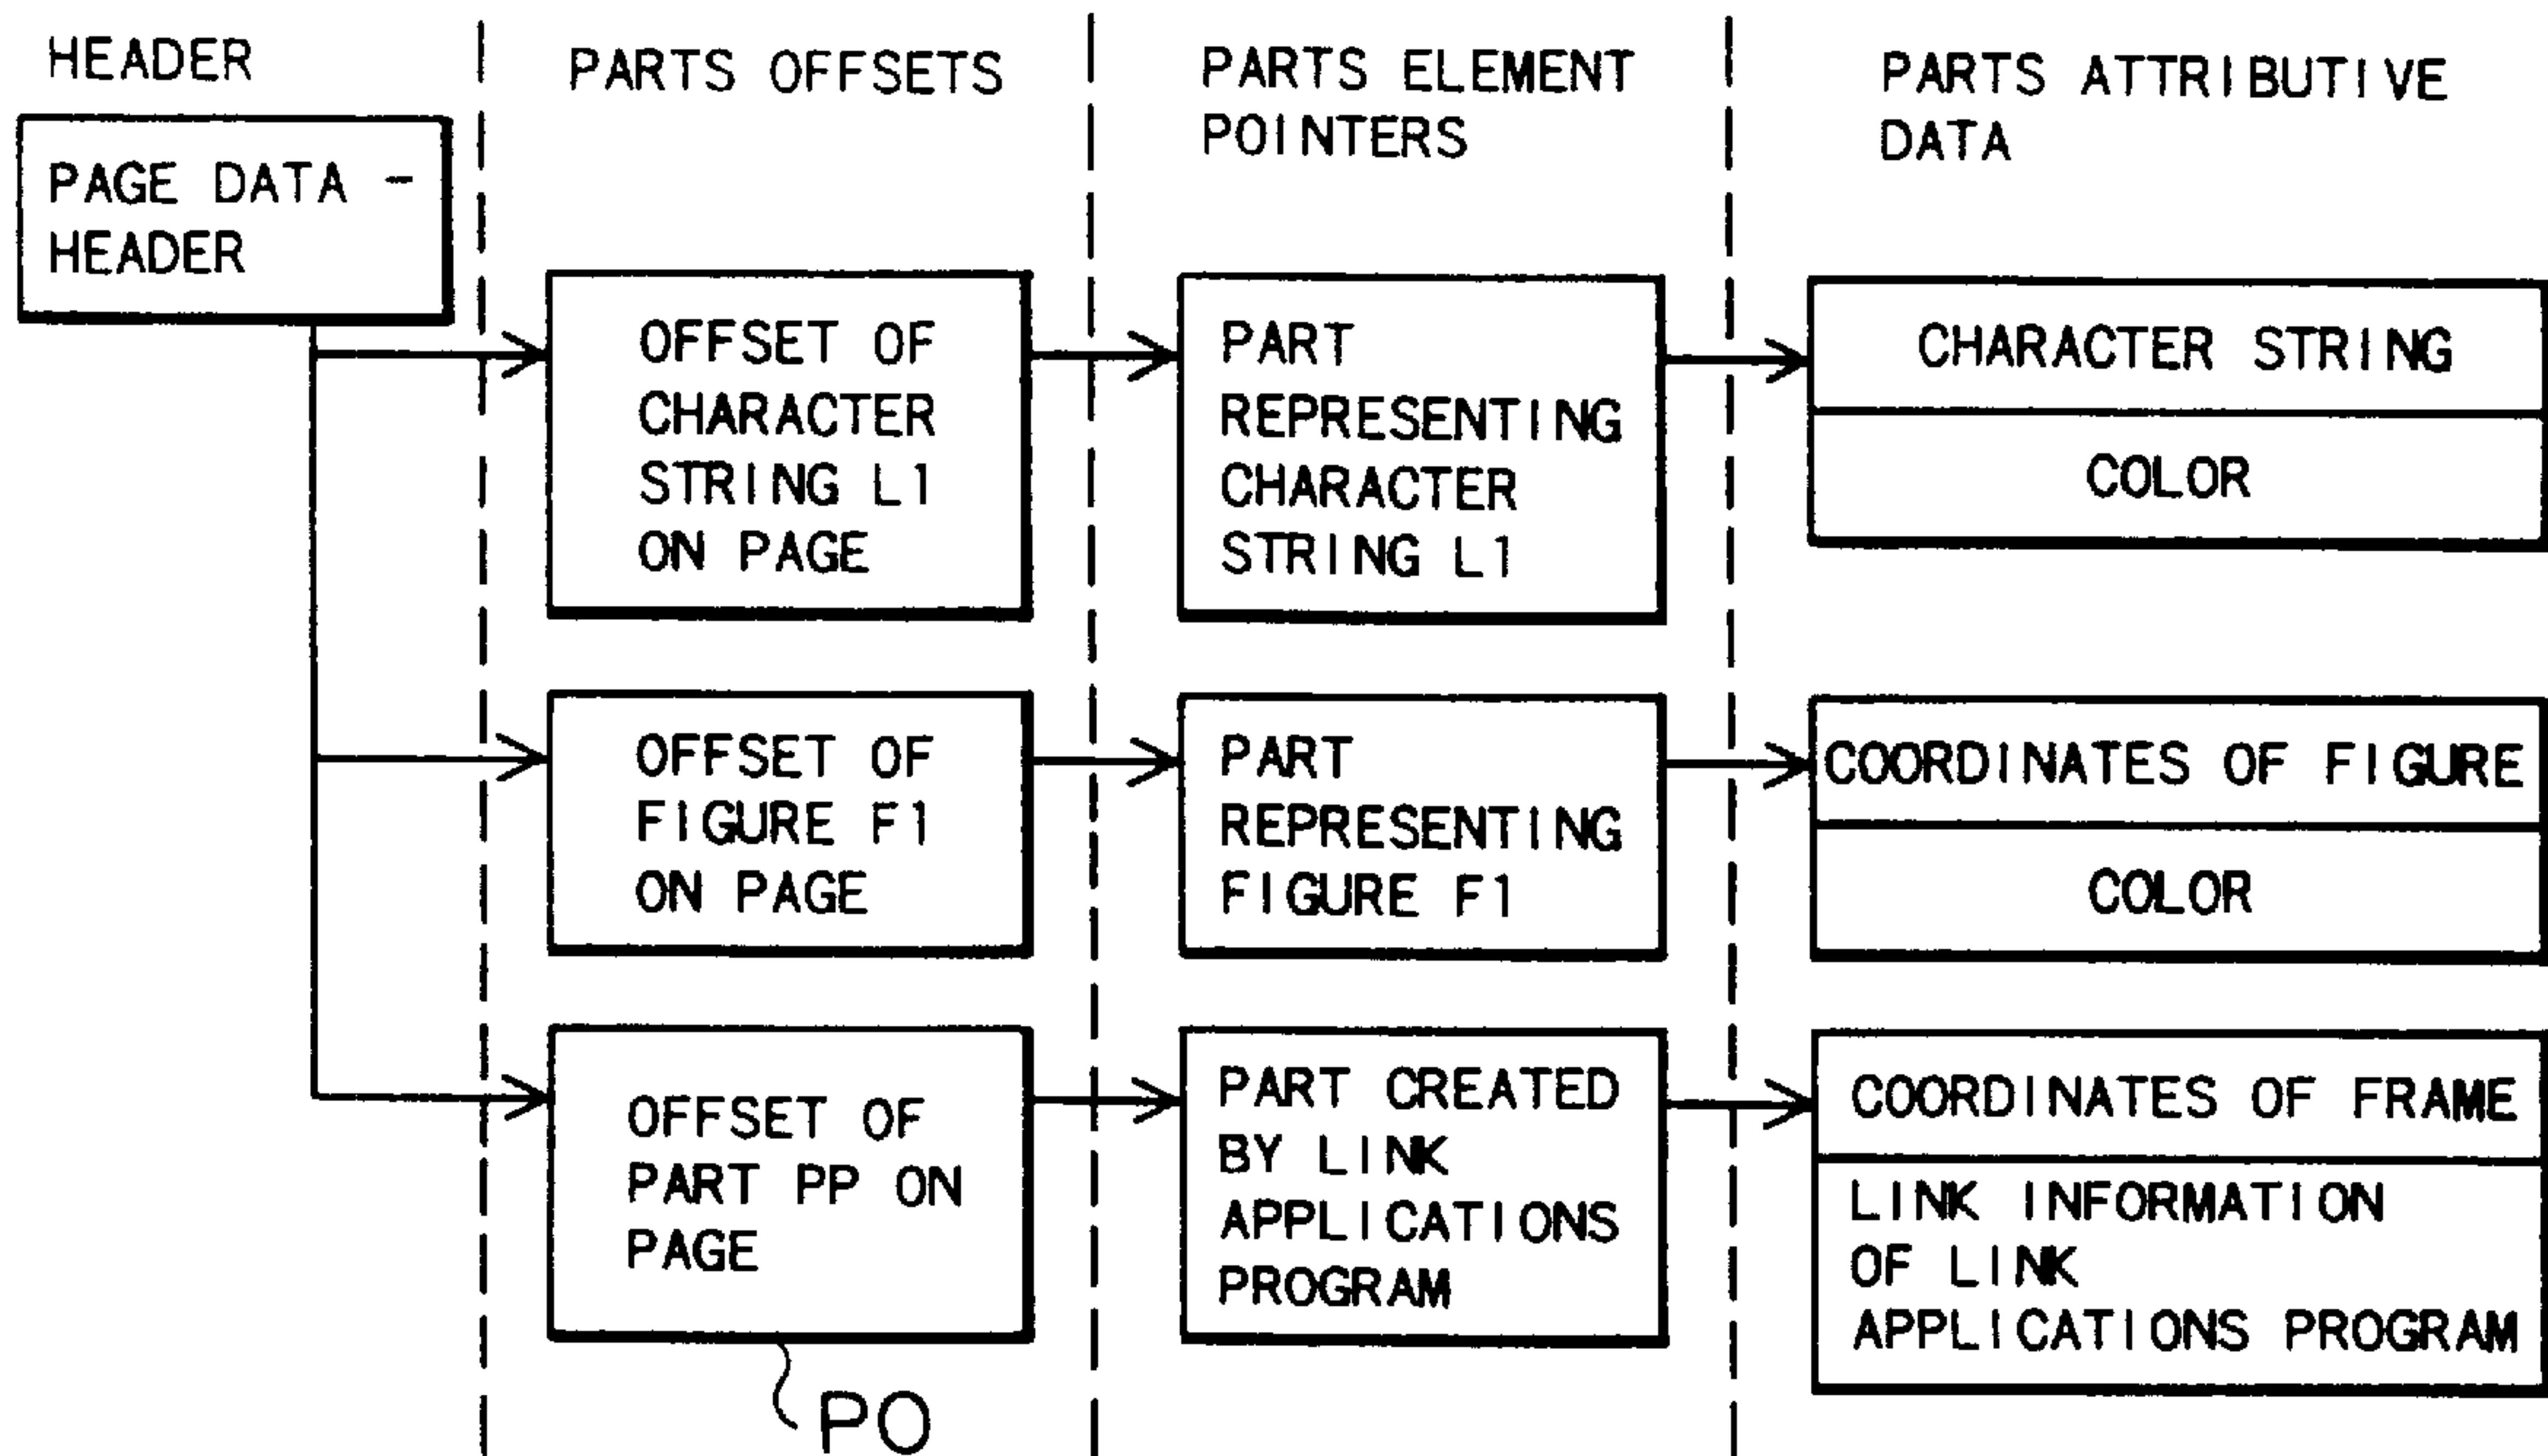 HEADER
PAGE DATA -
HEADER
PARTS OFFSETS
OFFSET OF
CHARACTER
STRING L1
ON PAGE
OFFSET OF
FIGURE F1
ON PAGE
OFFSET OF
PART PP ON
PAGE
PO
PARTS ELEMENT
POINTERS
PART
REPRESENTING
CHARACTER
STRING L1
PART
REPRESENTING
FIGURE F1
PART CREATED
BY LINK
APPLICATIONS
PROGRAM
PARTS ATTRIBUTIVE
DATA
CHARACTER STRING
COLOR
COORDINATES OF FIGURE
COLOR
COORDINATES OF FRAME
LINK INFORMATION
OF LINK
APPLICATIONS PROGRAM